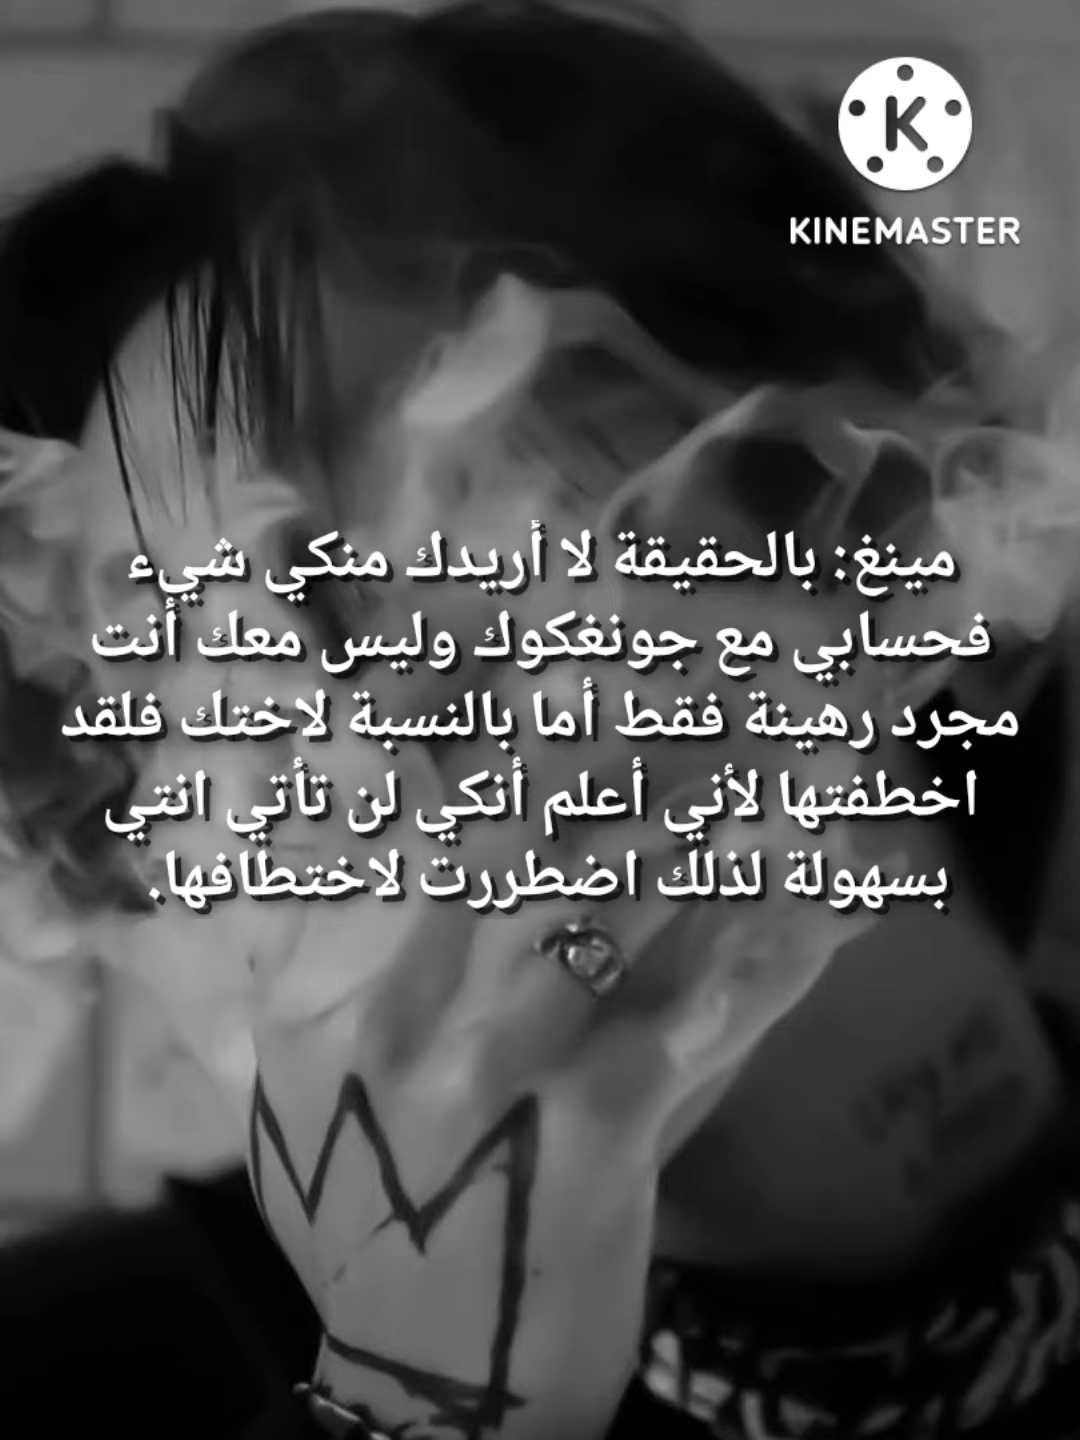 KINEMASTER
مينغ: بالحقيقة لا أريدك منكي شيء
فحسابي مع جونغكوك وليس معك أنت
مجرد رهينة فقط أما بالنسبة لاختك فلقد
اخطفتها لأني أعلم أنكي لن تأتي انتي
بسهولة لذلك اضطررت لاختطافها.